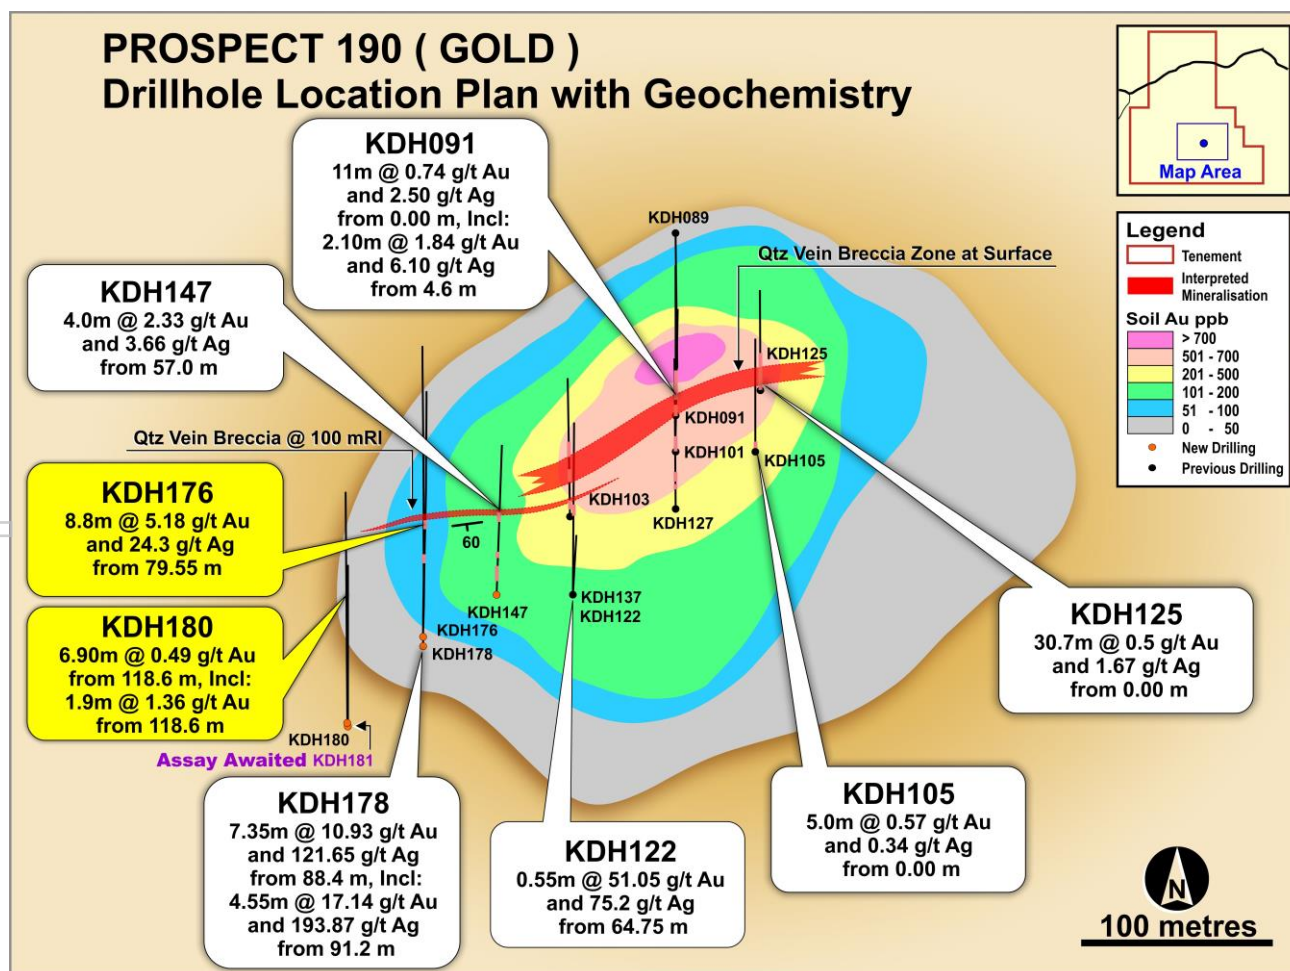 PROSPECT 190 ( GOLD )
Drillhole Location Plan with Geochemistry
Map Area
KDH091
11m @ 0.74 g/t Au
and 2.50 g/t Ag
from 0.00 m, Incl:
2.10m @ 1.84 g/t Au
and 6.10 g/t Ag
from 4.6 m
KDH147
4.0m @ 2.33 g/t Au
and 3.66 g/t Ag
from 57.0 m
KDH089
Qtz Vein Breccia Zone at Surface
Legend
Tenement
Interpreted
Mineralisation
Soil Au ppb
> 700
501 - 700
201 - 500
101 - 200
51 - 100
0 - 50
New Drilling
Previous Drilling
KDH125
KDH091
KDH101
KDH105
KDH103
KDH127
Qtz Vein Breccia @ 100 mRl
60
KDH176
8.8m @ 5.18 g/t Au
and 24.3 g/t Ag
from 79.55 m
KDH147
KDH137
KDH122
KDH176
KDH178
KDH180
6.90m @ 0.49 g/t Au
from 118.6 m, Incl:
1.9m @ 1.36 g/t Au
from 118.6 m
KDH180
Assay Awaited KDH181
KDH125
30.7m @ 0.5 g/t Au
and 1.67 g/t Ag
from 0.00 m
KDH178
7.35m @ 10.93 g/t Au
and 121.65 g/t Ag
from 88.4 m, Incl:
4.55m @ 17.14 g/t Au
and 193.87 g/t Ag
from 91.2 m
KDH122
0.55m @ 51.05 g/t Au
and 75.2 g/t Ag
from 64.75 m
KDH105
5.0m @ 0.57 g/t Au
and 0.34 g/t Ag
from 0.00 m
N
100 metres